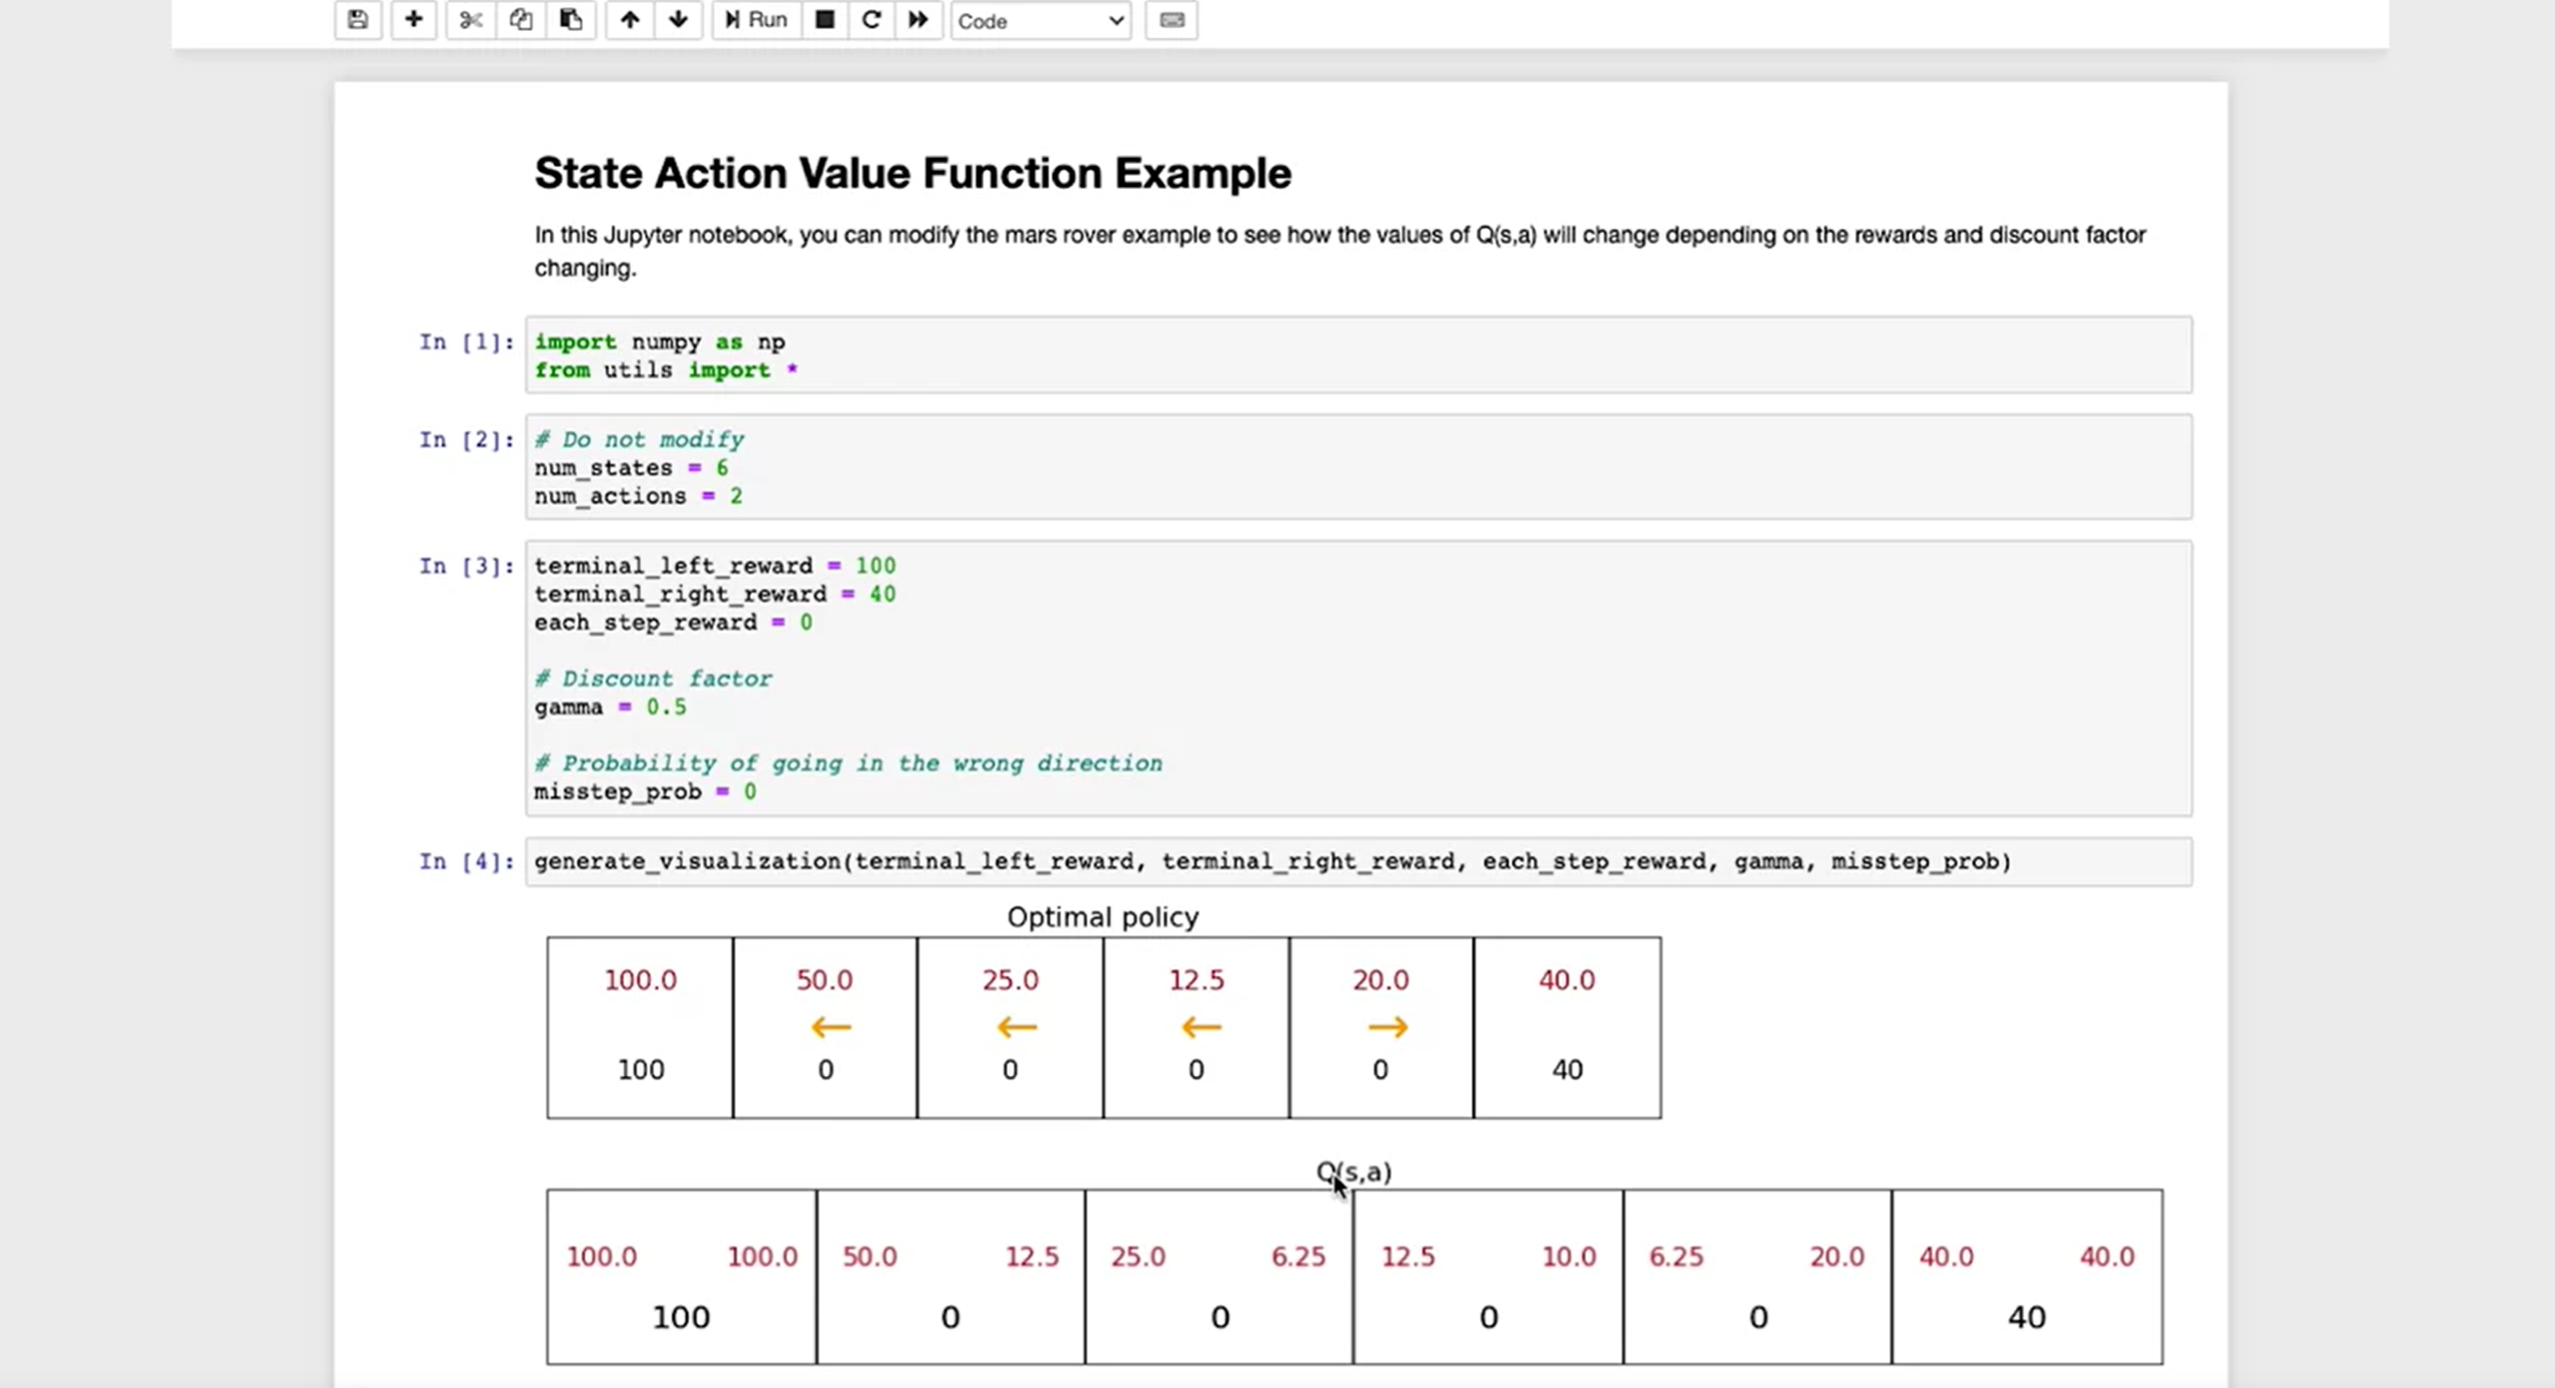 Run Code
State Action Value Function Example
In this Jupyter notebook, you can modify the mars rover example to see how the values of Q(s,a) will change depending on the rewards and discount factor
changing.
In [1]: import numpy as np
from utils import *
In [2]: # Do not modify
num_states = 6
num_actions = 2
In [3]: terminal_left_reward = 100
terminal_right_reward = 40
each_step_reward = 0
# Discount factor
gamma = 0.5
# Probability of going in the wrong direction
misstep_prob = 0
In [4]: generate_visualization(terminal_left_reward, terminal_right_reward, each_step_reward, gamma, misstep_prob)
Optimal policy
100.0 50.0 25.0 12.5 20.0 40.0
← ← ← →
100 0 0 0 0 40
Q(s,a)
100.0 100.0 50.0 12.5 25.0 6.25 12.5 10.0 6.25 20.0 40.0 40.0
100 0 0 0 0 40